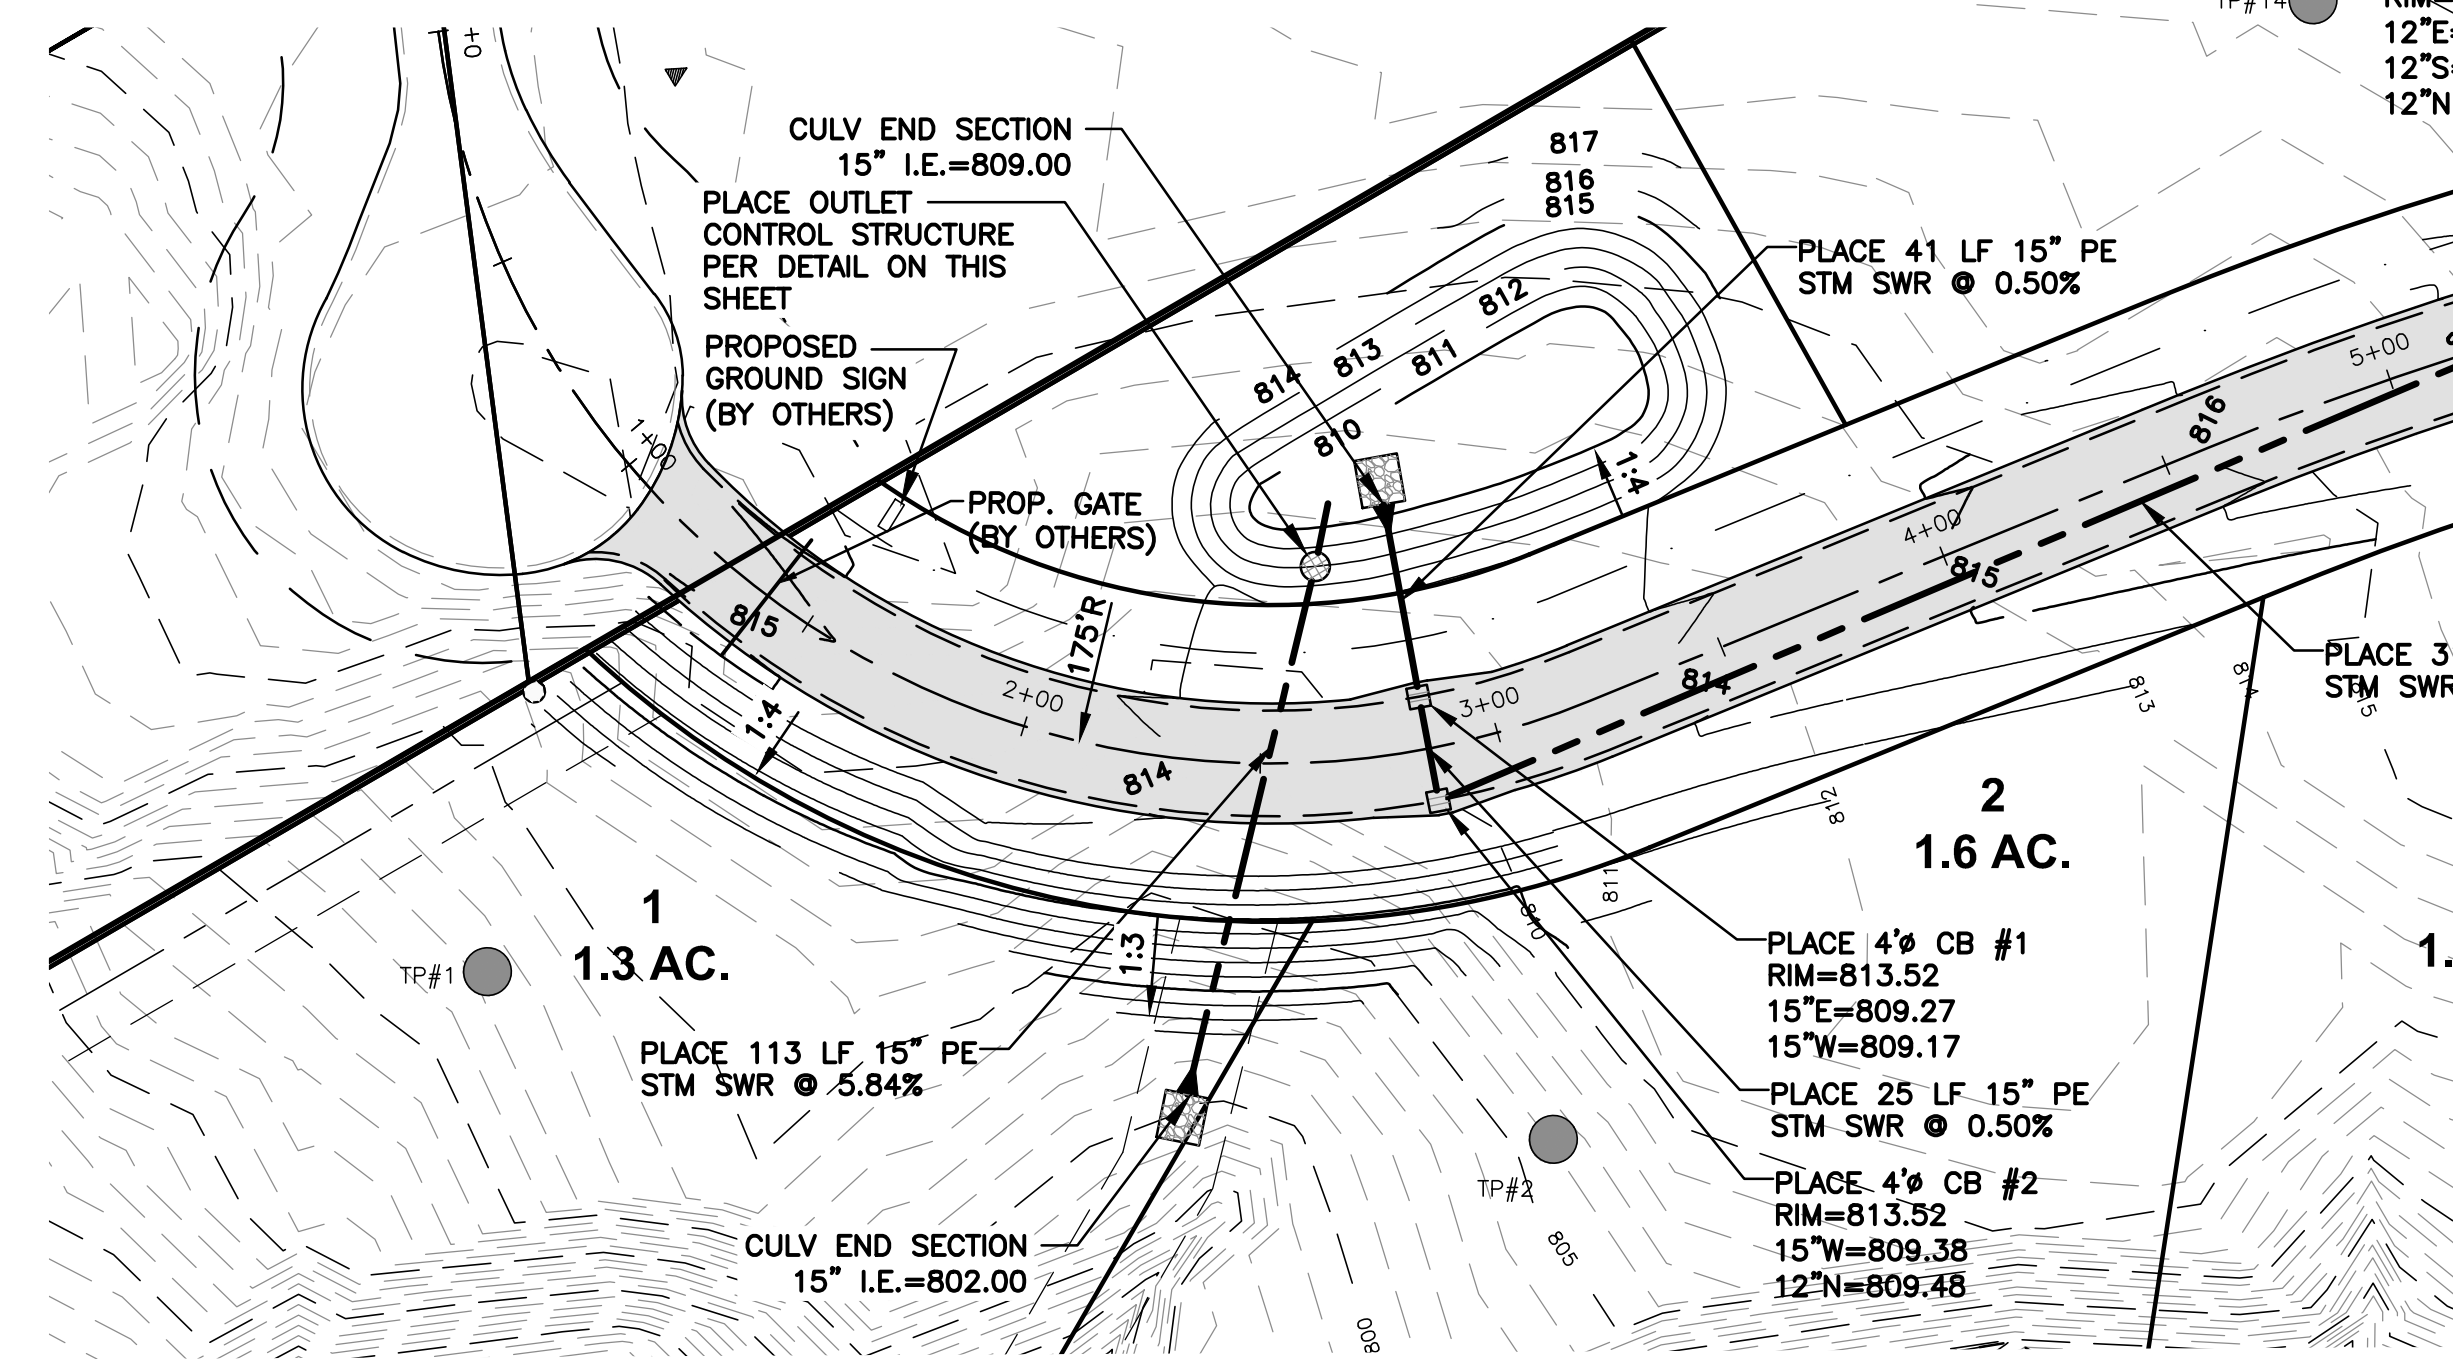 CULV END SECTION
15" I.E.=809.00
PLACE OUTLET
CONTROL STRUCTURE
PER DETAIL ON THIS
SHEET
PROPOSED
GROUND SIGN
(BY OTHERS)
PROP. GATE
(BY OTHERS)
817
816
815
814
813
812
811
810
1:4
PLACE 41 LF 15" PE
STM SWR @ 0.50%
12"E=
12"S=
12"N
1+00
2+00
3+00
4+00
5+00
815
814
814
815
816
175'R
1:4
1:3
PLACE 3
STM SWR
813
814
815
812
811
810
805
800
1
1.3 AC.
2
1.6 AC.
1.
TP#1
TP#2
TP#14
PLACE 113 LF 15" PE
STM SWR @ 5.84%
CULV END SECTION
15" I.E.=802.00
PLACE 4'ø CB #1
RIM=813.52
15"E=809.27
15"W=809.17
PLACE 25 LF 15" PE
STM SWR @ 0.50%
PLACE 4'ø CB #2
RIM=813.52
15"W=809.38
12"N=809.48